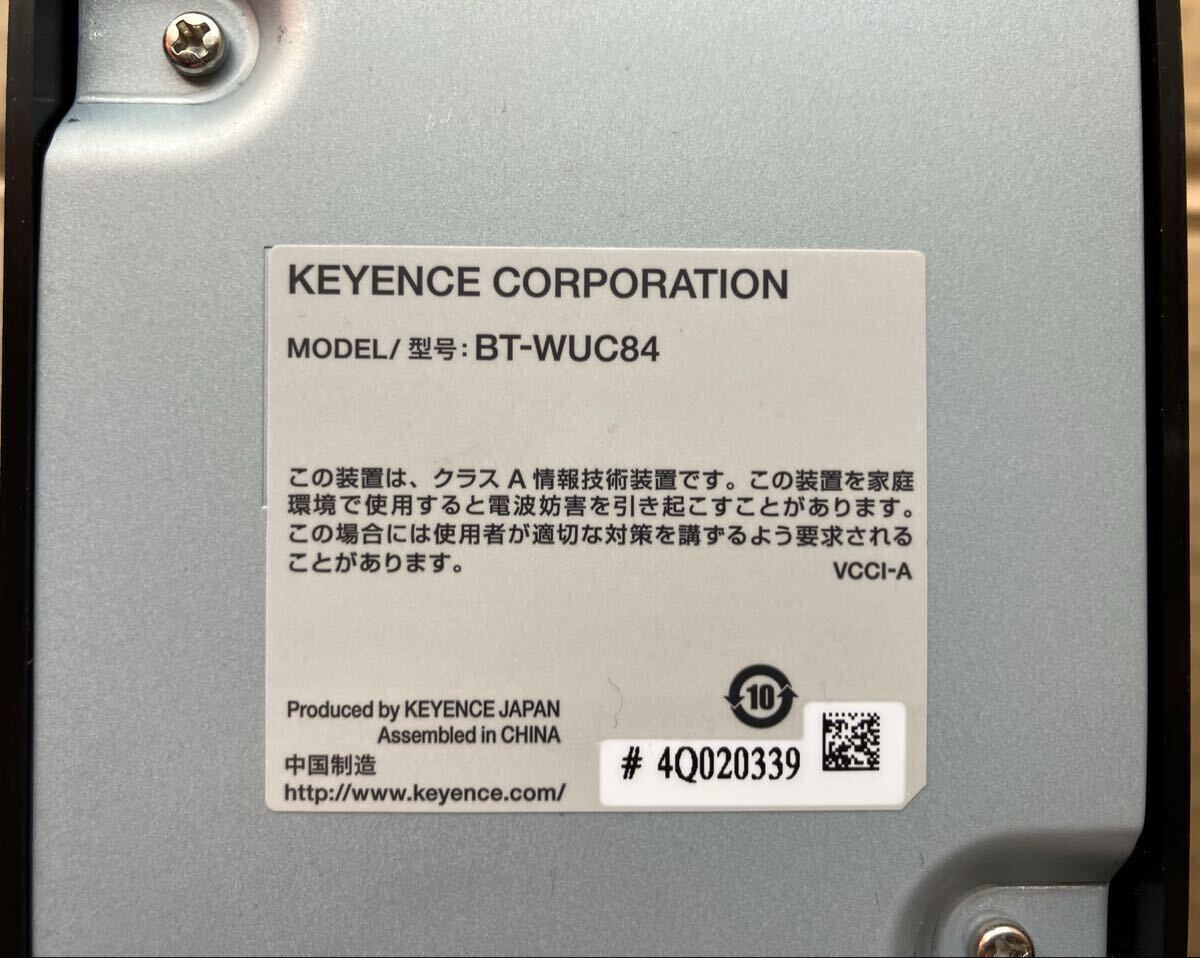 KEYENCE CORPORATION
MODEL/ 型号: BT-WUC84
この装置は、クラス A 情報技術装置です。この装置を家庭
環境で使用すると電波妨害を引き起こすことがあります。
この場合には使用者が適切な対策を講ずるよう要求される
ことがあります。
VCCI-A
Produced by KEYENCE JAPAN
Assembled in CHINA
中国制造
http://www.keyence.com/
10
# 4Q020339